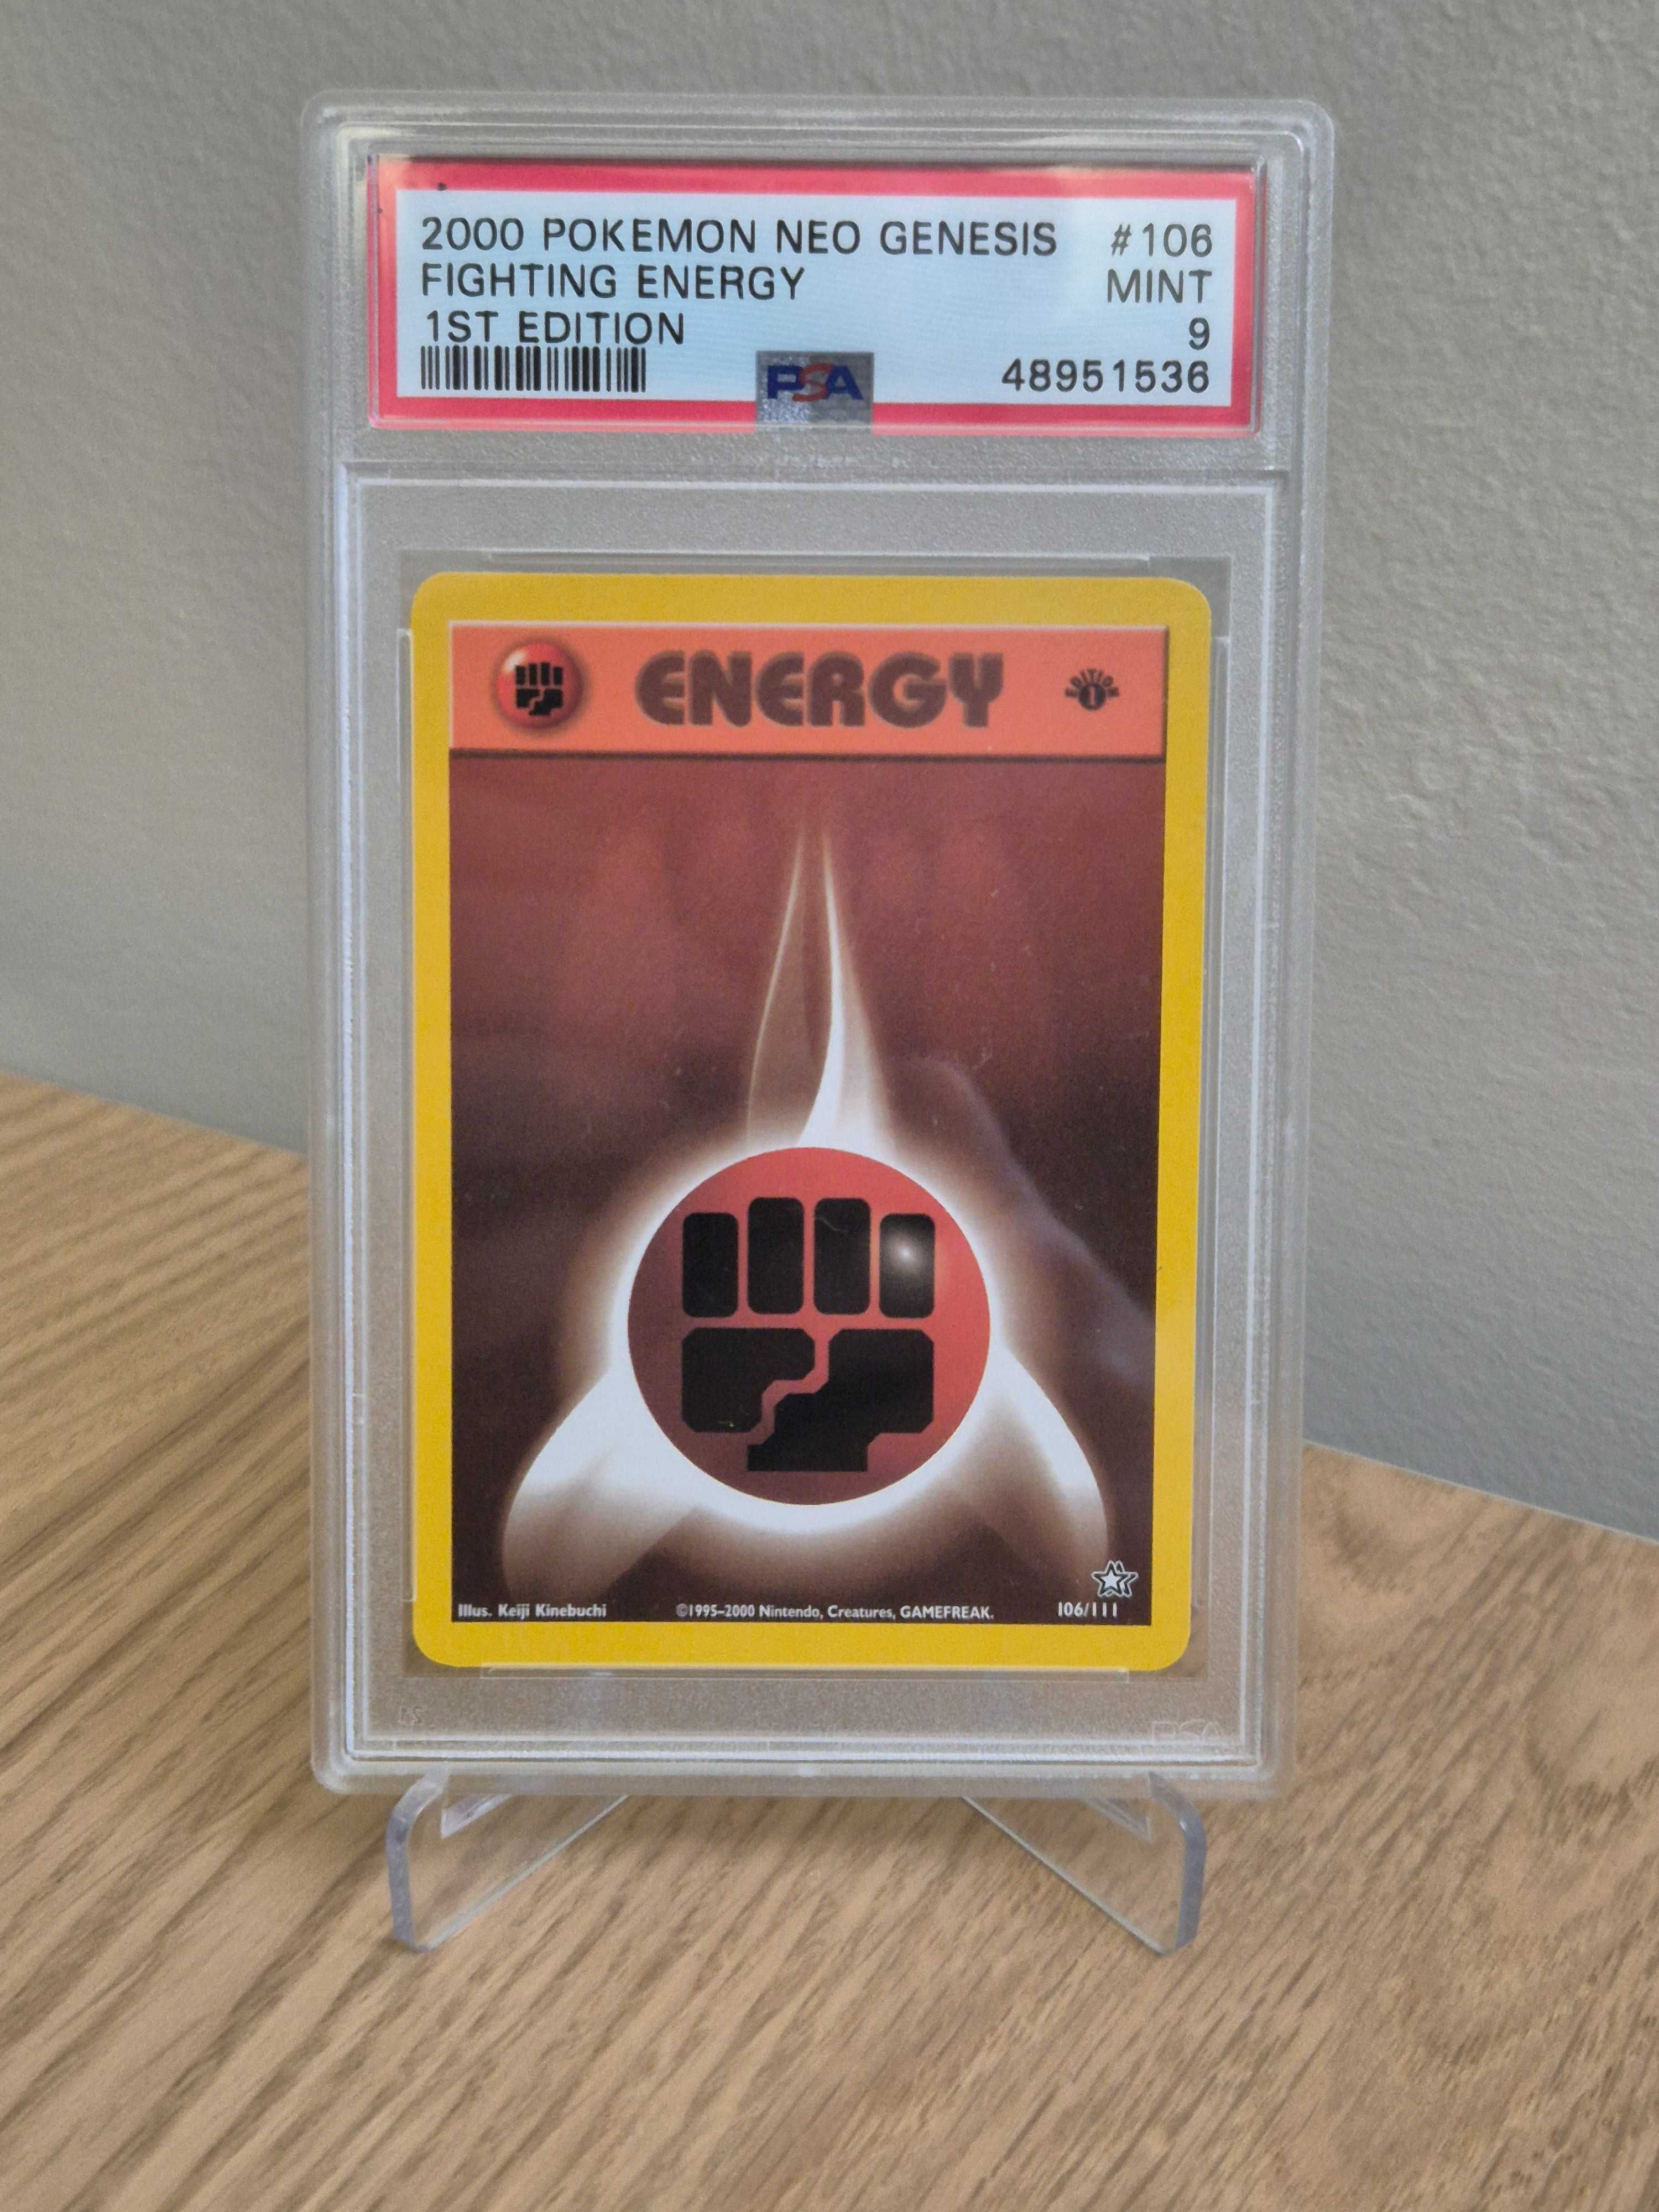 2000 POKEMON NEO GENESIS #106
FIGHTING ENERGY MINT
1ST EDITION 9
PSA 48951536
ENERGY EDITION 1
Illus. Keiji Kinebuchi ©1995-2000 Nintendo, Creatures, GAMEFREAK. 106/111
PSA